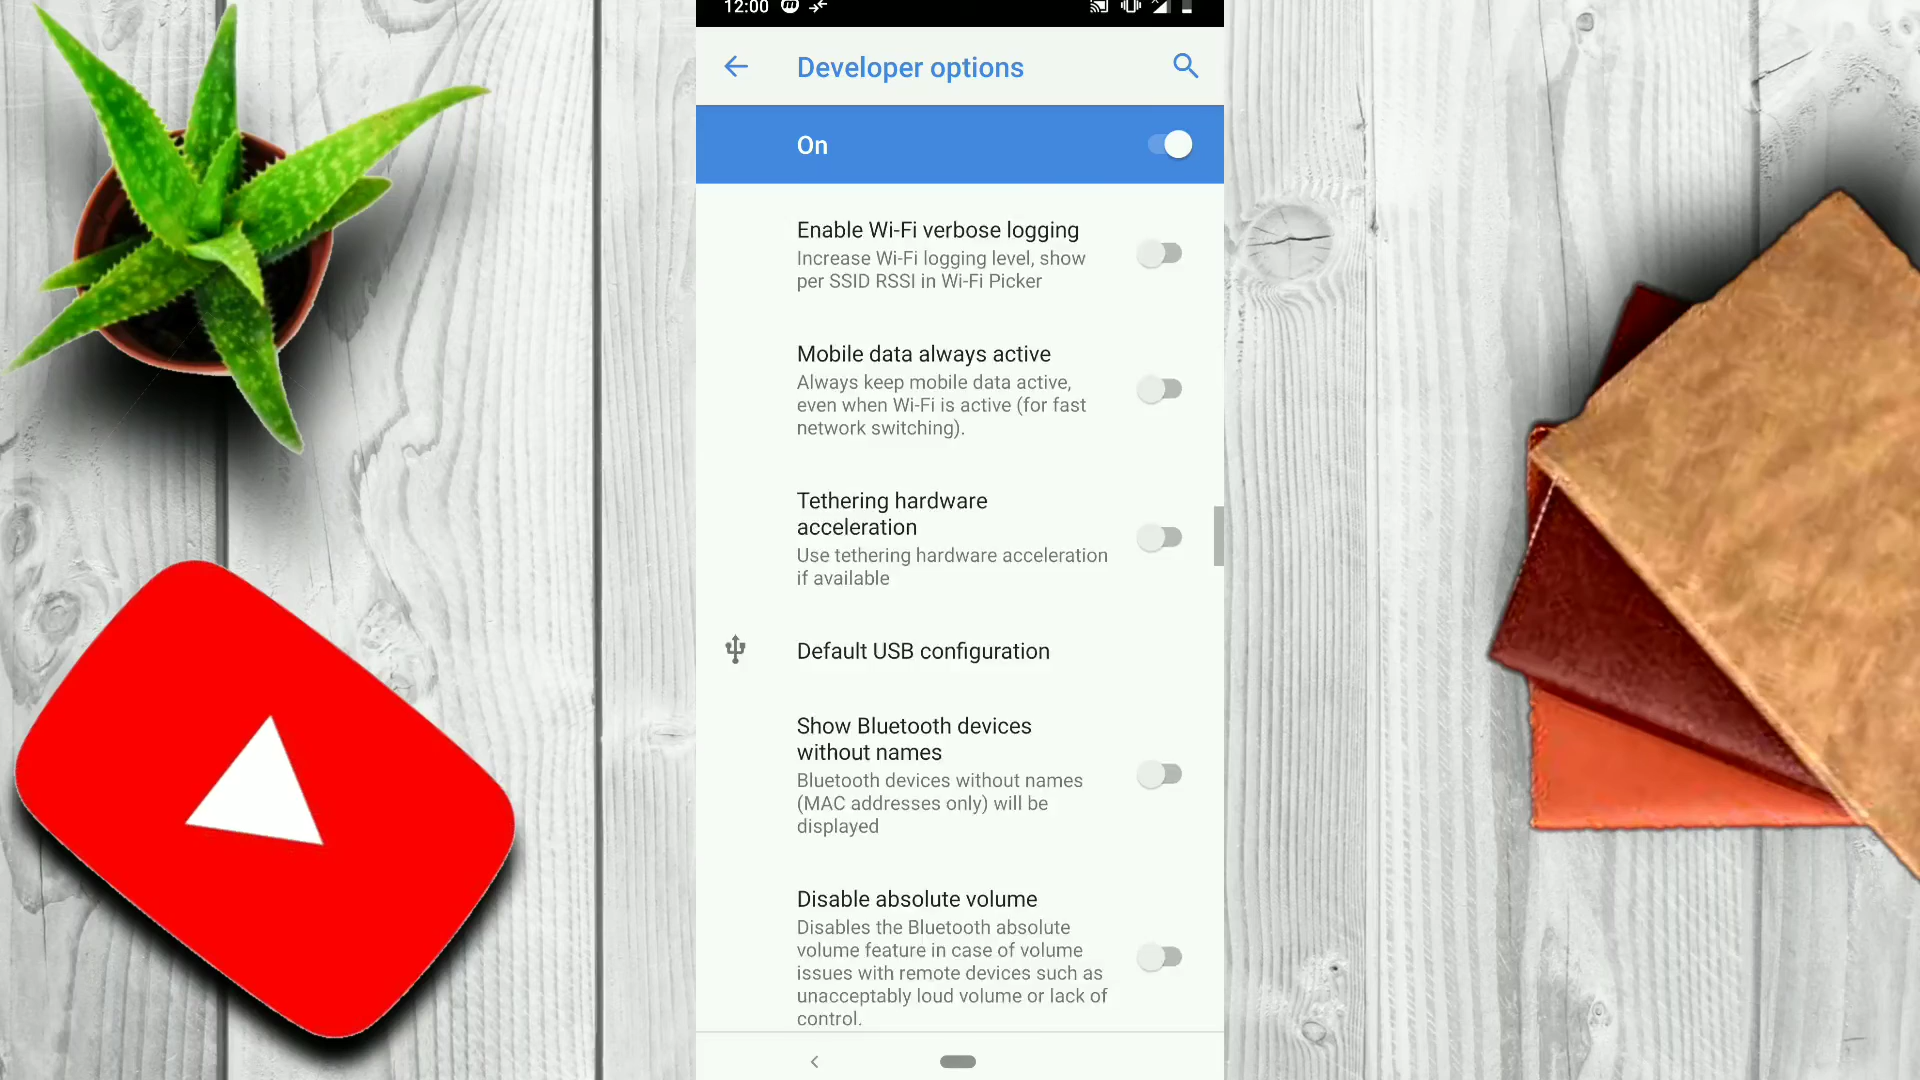 12:00
Developer options
On
Enable Wi-Fi verbose logging
Increase Wi-Fi logging level, show
per SSID RSSI in Wi-Fi Picker
Mobile data always active
Always keep mobile data active,
even when Wi-Fi is active (for fast
network switching).
Tethering hardware
acceleration
Use tethering hardware acceleration
if available
Default USB configuration
Show Bluetooth devices
without names
Bluetooth devices without names
(MAC addresses only) will be
displayed
Disable absolute volume
Disables the Bluetooth absolute
volume feature in case of volume
issues with remote devices such as
unacceptably loud volume or lack of
control.